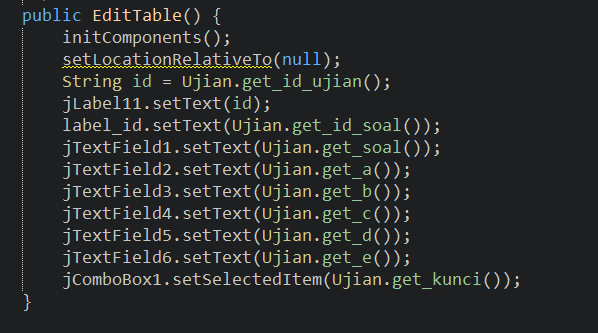 public EditTable() {
initComponents();
setLocationRelativeTo(null);
String id = Ujian.get_id_ujian();
jLabel11.setText(id);
label_id.setText(Ujian.get_id_soal());
jTextField1.setText(Ujian.get_soal());
jTextField2.setText(Ujian.get_a());
jTextField3.setText(Ujian.get_b());
jTextField4.setText(Ujian.get_c());
jTextField5.setText(Ujian.get_d());
jTextField6.setText(Ujian.get_e());
jComboBox1.setSelectedItem(Ujian.get_kunci());
}